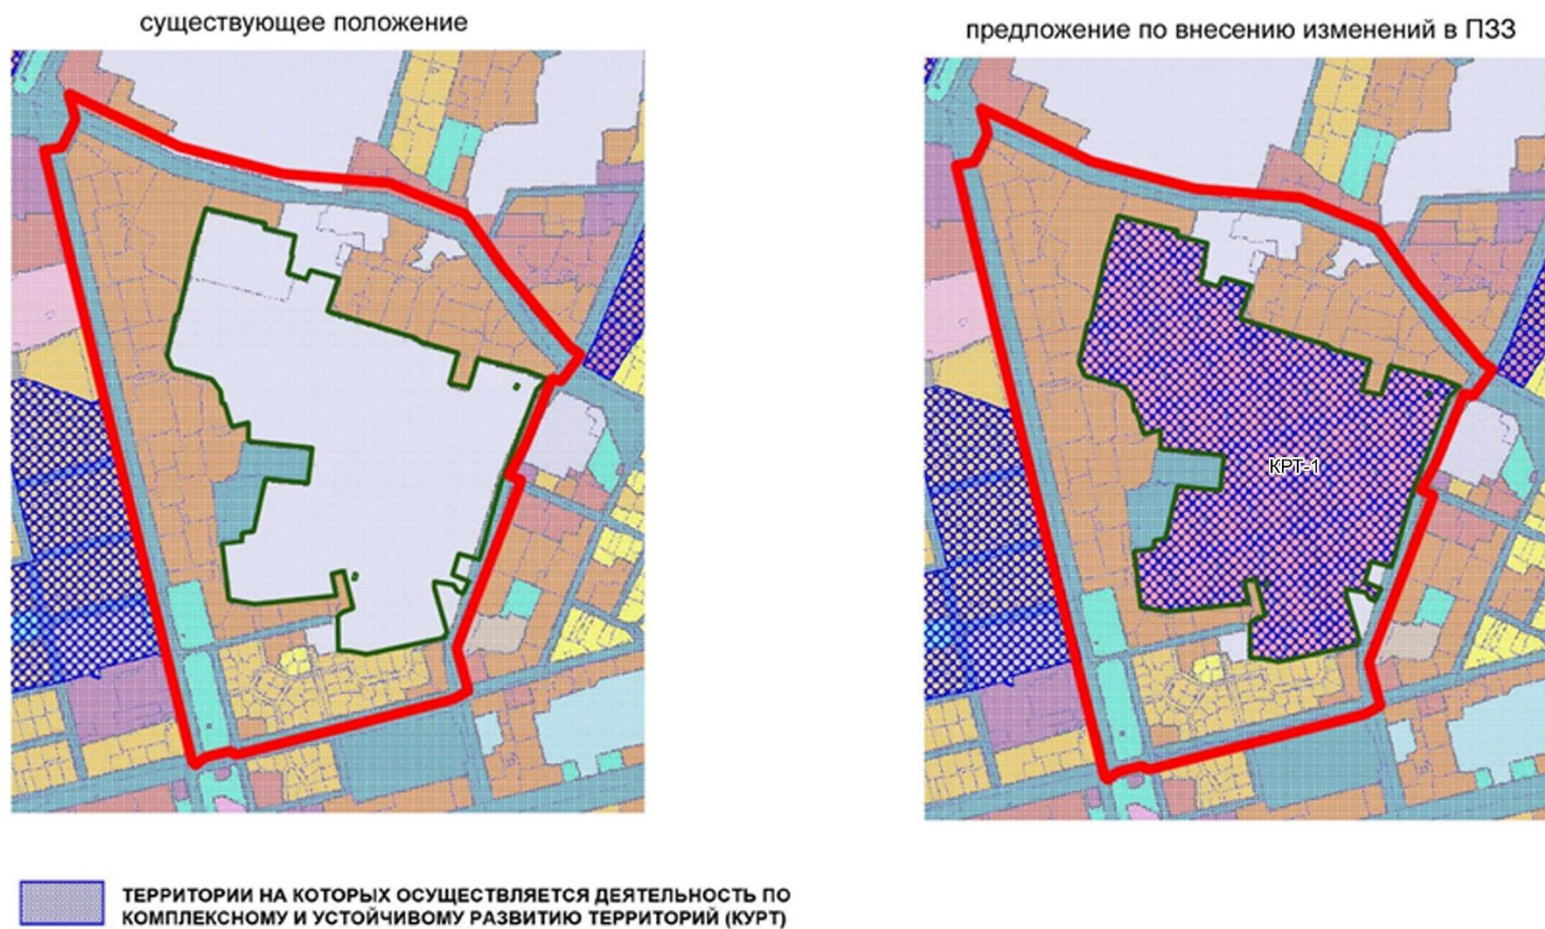 существующее положение
предложение по внесению изменений в ПЗЗ
КРТ-1
ТЕРРИТОРИИ НА КОТОРЫХ ОСУЩЕСТВЛЯЕТСЯ ДЕЯТЕЛЬНОСТЬ ПО
КОМПЛЕКСНОМУ И УСТОЙЧИВОМУ РАЗВИТИЮ ТЕРРИТОРИЙ (КУРТ)